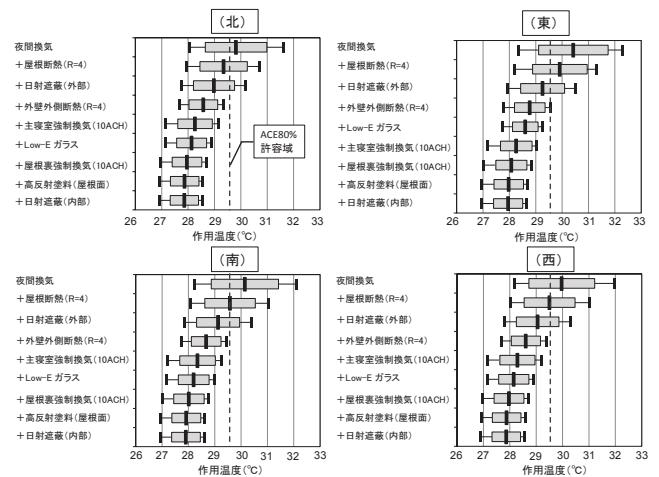 （北）
夜間換気
＋屋根断熱(R=4)
＋日射遮蔽(外部)
＋外壁外側断熱(R=4)
＋主寝室強制換気(10ACH)
＋Low-E ガラス
＋屋根裏強制換気(10ACH)
＋高反射塗料(屋根面)
＋日射遮蔽(内部)
ACE80%
許容域
26 27 28 29 30 31 32 33
作用温度(℃)
（東）
夜間換気
＋屋根断熱(R=4)
＋日射遮蔽(外部)
＋外壁外側断熱(R=4)
＋Low-E ガラス
＋主寝室強制換気(10ACH)
＋屋根裏強制換気(10ACH)
＋高反射塗料(屋根面)
＋日射遮蔽(内部)
26 27 28 29 30 31 32 33
作用温度(℃)
（南）
夜間換気
＋屋根断熱(R=4)
＋日射遮蔽(外部)
＋外壁外側断熱(R=4)
＋主寝室強制換気(10ACH)
＋Low-E ガラス
＋屋根裏強制換気(10ACH)
＋高反射塗料(屋根面)
＋日射遮蔽(内部)
26 27 28 29 30 31 32 33
作用温度(℃)
（西）
夜間換気
＋屋根断熱(R=4)
＋日射遮蔽(外部)
＋外壁外側断熱(R=4)
＋主寝室強制換気(10ACH)
＋Low-E ガラス
＋屋根裏強制換気(10ACH)
＋高反射塗料(屋根面)
＋日射遮蔽(内部)
26 27 28 29 30 31 32 33
作用温度(℃)